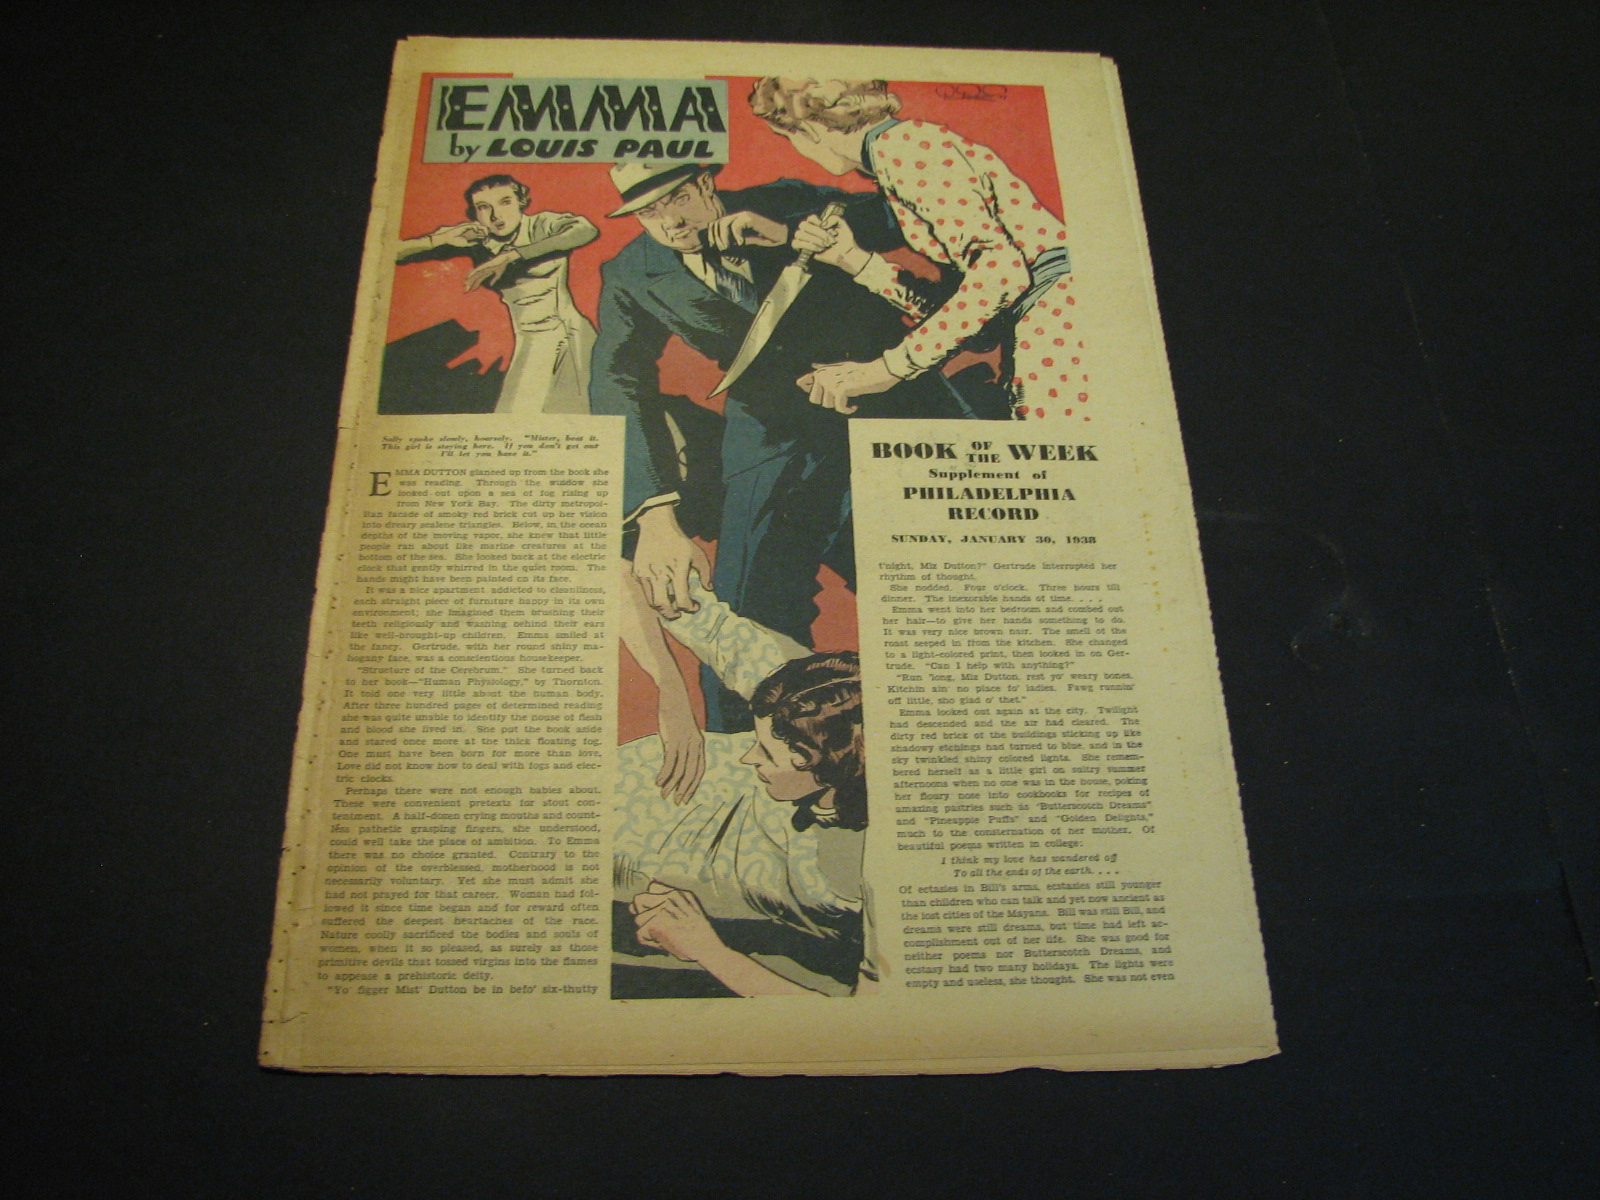 EMMA
by LOUIS PAUL
Sally spoke slowly, hoarsely. "Mister, beat it.
This girl is staying here. If you don't get out
I'll let you have it."
EMMA DUTTON glanced up from the book she
was reading. Through the window she
looked out upon a sea of fog rising up
from New York Bay. The dirty metropoli-
tan facade of smoky red brick cut up her vision
into dreary scalene triangles. Below, in the ocean
depths of the moving vapor, she knew that little
people ran about like marine creatures at the
bottom of the sea. She looked back at the electric
clock that gently whirred in the quiet room. The
hands might have been painted on its face.
It was a nice apartment addicted to cleanliness,
each straight piece of furniture happy in its own
environment; she imagined them brushing their
teeth religiously and washing behind their ears
like well-brought-up children. Emma smiled at
the fancy. Gertrude, with her round shiny ma-
hogany face, was a conscientious housekeeper.
"Structure of the Cerebrum." She turned back
to her book—"Human Physiology," by Thornton.
It told one very little about the human body.
After three hundred pages of determined reading
she was quite unable to identify the house of flesh
and blood she lived in. She put the book aside
and stared once more at the thick floating fog.
One must have been born for more than love.
Love did not know how to deal with fogs and elec-
tric clocks.
Perhaps there were not enough babies about.
These were convenient pretexts for stout con-
tentment. A half-dozen crying mouths and count-
less pathetic grasping fingers, she understood,
could well take the place of ambition. To Emma
there was no choice granted. Contrary to the
opinion of the overblessed, motherhood is not
necessarily voluntary. Yet she must admit she
had not prayed for that career. Woman had fol-
lowed it since time began and for reward often
suffered the deepest heartaches of the race.
Nature coolly sacrificed the bodies and souls of
women, when it so pleased, as surely as those
primitive devils that tossed virgins into the flames
to appease a prehistoric deity.
"Yo' figger Mist' Dutton be in befo' six-thutty
BOOK OF THE WEEK
Supplement of
PHILADELPHIA
RECORD
SUNDAY, JANUARY 30, 1938
t'night, Miz Dutton?" Gertrude interrupted her
rhythm of thought.
She nodded. Four o'clock. Three hours till
dinner. The inexorable hands of time. . . .
Emma went into her bedroom and combed out
her hair—to give her hands something to do.
It was very nice brown hair. The smell of the
roast seeped in from the kitchen. She changed
to a light-colored print, then looked in on Ger-
trude. "Can I help with anything?"
"Run 'long, Miz Dutton, rest yo' weary bones.
Kitchin ain' no place fo' ladies. Fawg runnin'
off little, sho glad o' thet."
Emma looked out again at the city. Twilight
had descended and the air had cleared. The
dirty red brick of the buildings sticking up like
shadowy etchings had turned to blue, and in the
sky twinkled shiny colored lights. She remem-
bered herself as a little girl on sultry summer
afternoons when no one was in the house, poking
her floury nose into cookbooks for recipes of
amazing pastries such as "Butterscotch Dreams"
and "Pineapple Puffs" and "Golden Delights,"
much to the consternation of her mother. Of
beautiful poems written in college:
I think my love has wandered off
To all the ends of the earth. . . .
Of ecstasies in Bill's arms, ecstasies still younger
than children who can talk and yet now ancient as
the lost cities of the Mayans. Bill was still Bill, and
dreams were still dreams, but time had left ac-
complishment out of her life. She was good for
neither poems nor Butterscotch Dreams, and
ecstasy had two many holidays. The lights were
empty and useless, she thought. She was not even